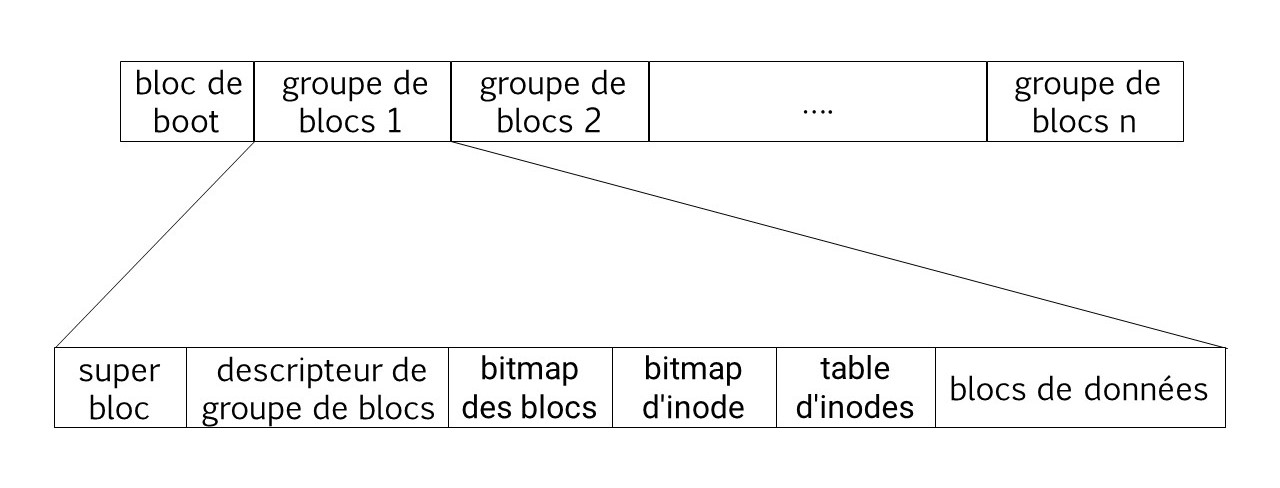 bloc de
boot
groupe de
blocs 1
groupe de
blocs 2
....
groupe de
blocs n
super
bloc
descripteur de
groupe de blocs
bitmap
des blocs
bitmap
d'inode
table
d'inodes
blocs de données